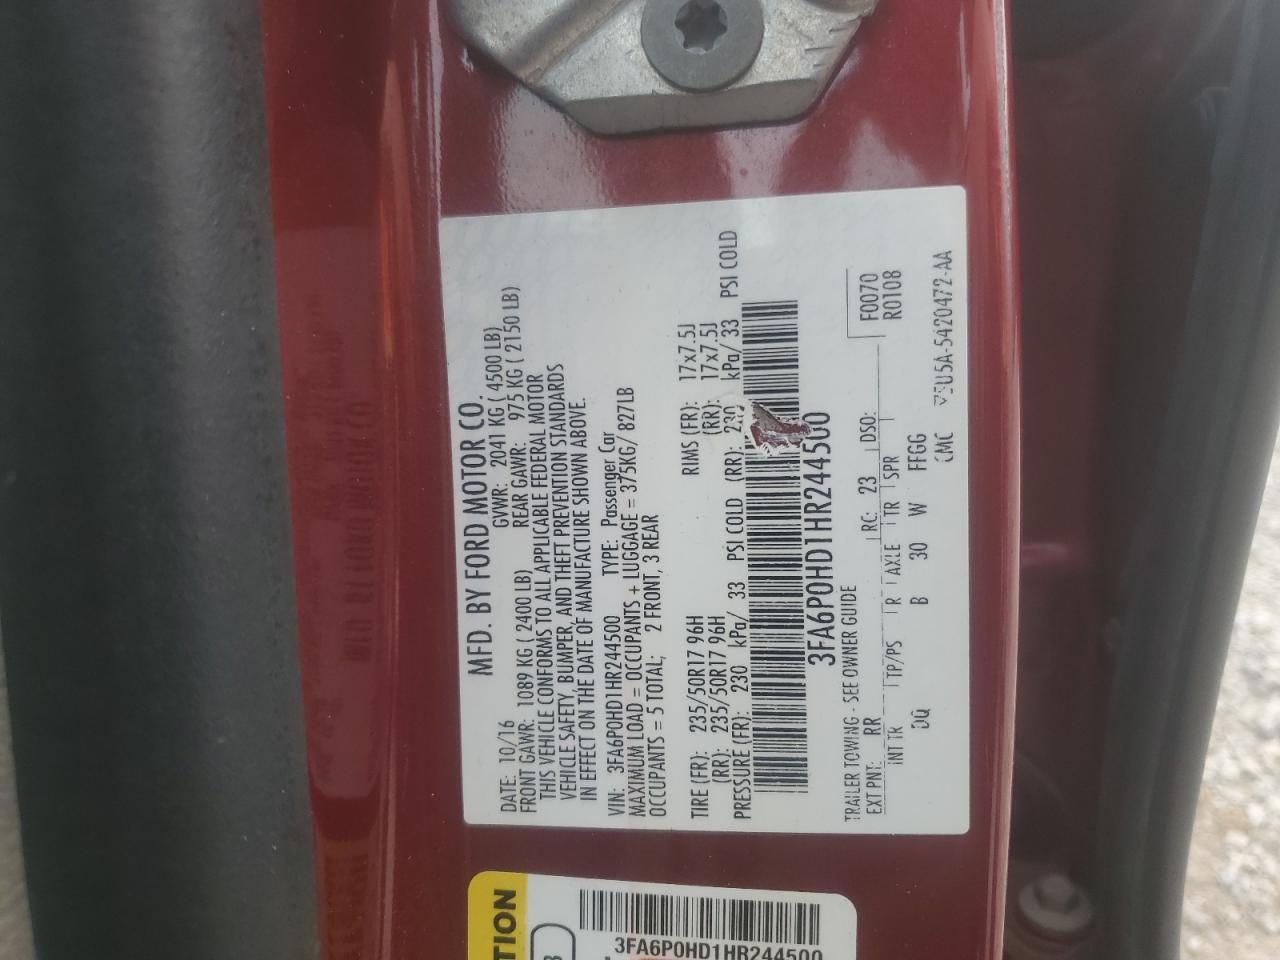 MFD. BY FORD MOTOR CO.
DATE: 10/16 GVWR: 2041 KG ( 4500 LB)
FRONT GAWR: 1089 KG ( 2400 LB) REAR GAWR: 975 KG ( 2150 LB)
THIS VEHICLE CONFORMS TO ALL APPLICABLE FEDERAL MOTOR
VEHICLE SAFETY, BUMPER, AND THEFT PREVENTION STANDARDS
IN EFFECT ON THE DATE OF MANUFACTURE SHOWN ABOVE.
VIN: 3FA6P0HD1HR244500 TYPE: Passenger Car
MAXIMUM LOAD = OCCUPANTS + LUGGAGE = 375KG/ 827LB
OCCUPANTS = 5 TOTAL; 2 FRONT, 3 REAR
TIRE (FR): 235/50R17 96H RIMS (FR): 17x7.5J
(RR): 235/50R17 96H (RR): 17x7.5J
PRESSURE (FR): 230 kPa/ 33 PSI COLD (RR): 230 kPa/ 33 PSI COLD
3FA6P0HD1HR244500
TRAILER TOWING - SEE OWNER GUIDE
EXT PNT: RR RC: 23 DSO: F0070
R0108
INT TR TP/PS R AXLE TR SPR
DQ B 30 W FFGG
CMC
5U5A-5420472-AA
TION
3FA6P0HD1HR244500